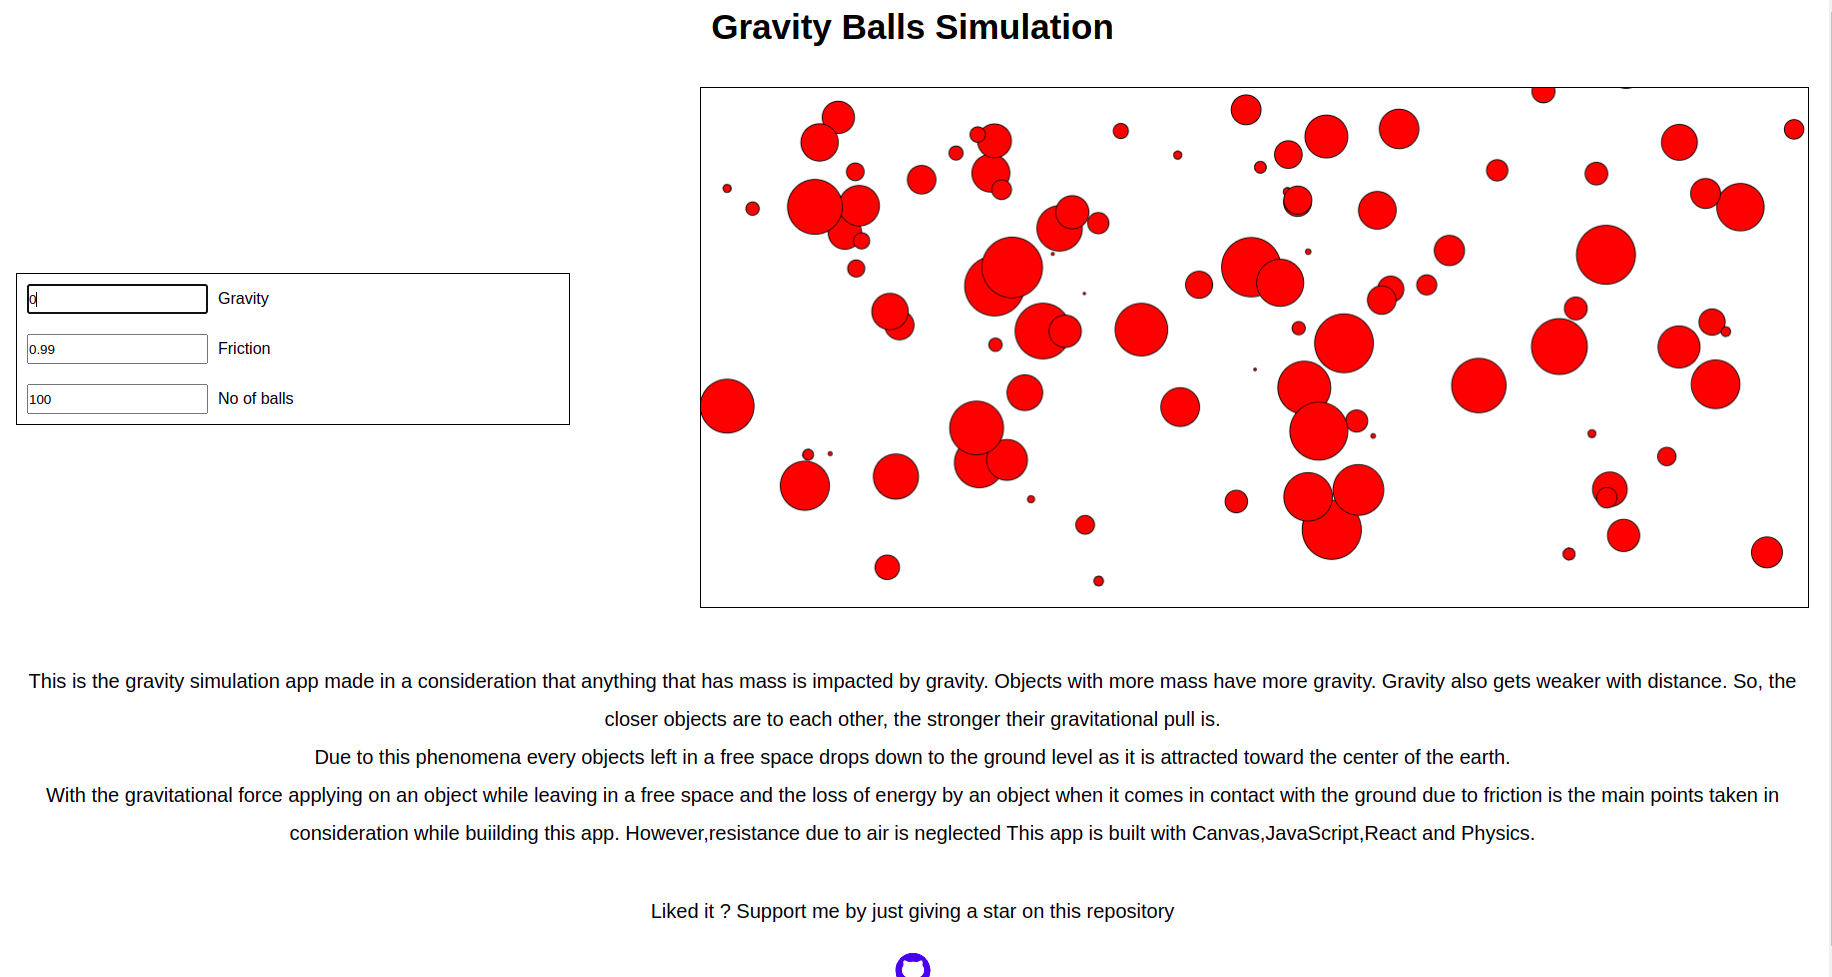 Gravity Balls Simulation
0 Gravity
0.99 Friction
100 No of balls
This is the gravity simulation app made in a consideration that anything that has mass is impacted by gravity. Objects with more mass have more gravity. Gravity also gets weaker with distance. So, the
closer objects are to each other, the stronger their gravitational pull is.
Due to this phenomena every objects left in a free space drops down to the ground level as it is attracted toward the center of the earth.
With the gravitational force applying on an object while leaving in a free space and the loss of energy by an object when it comes in contact with the ground due to friction is the main points taken in
consideration while buiilding this app. However,resistance due to air is neglected This app is built with Canvas,JavaScript,React and Physics.
Liked it ? Support me by just giving a star on this repository